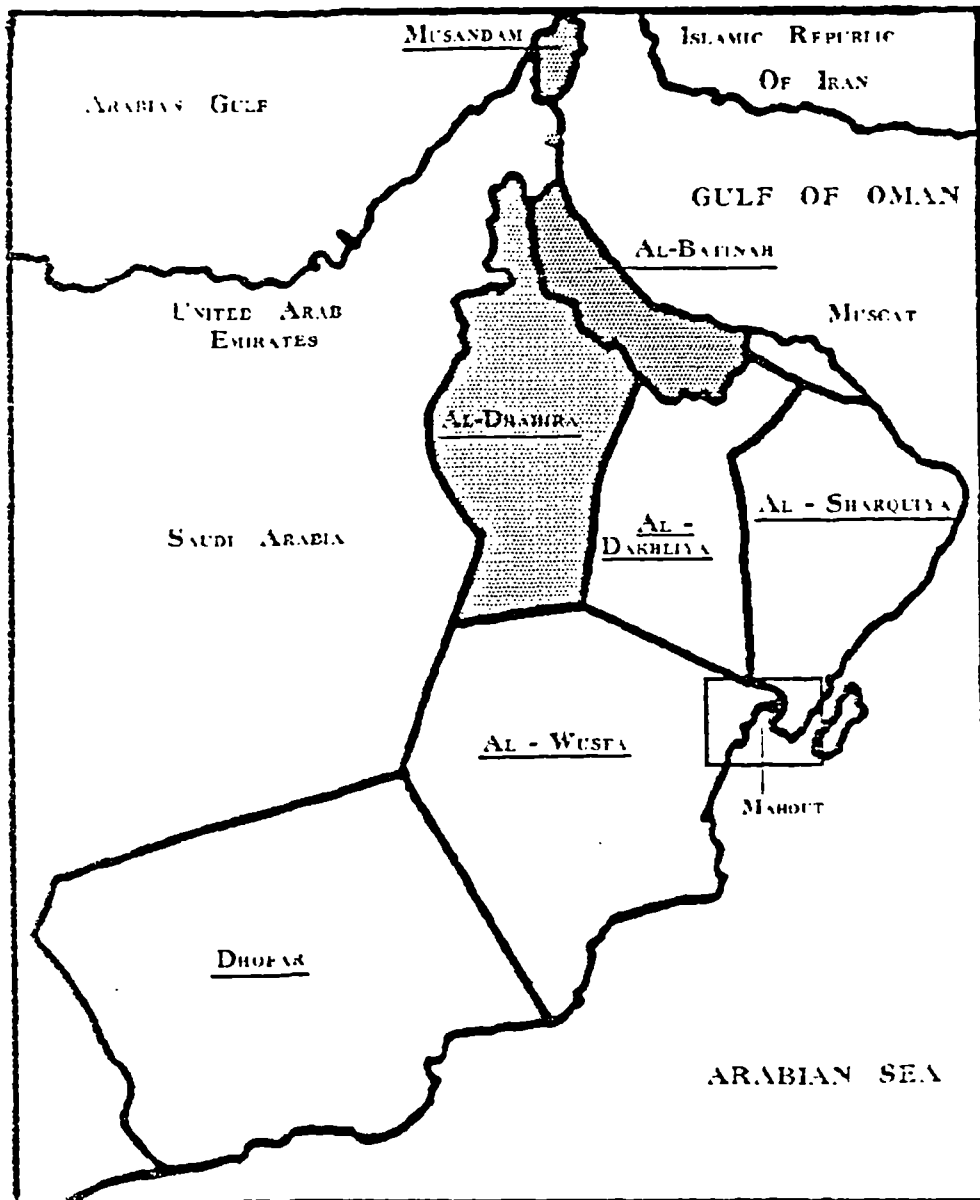 MUSANDAM
ISLAMIC REPUBLIC
OF IRAN
ARABIAN GULF
GULF OF OMAN
AL-BATINAH
UNITED ARAB
EMIRATES
MUSCAT
AL-DHAHIRA
AL - SHARQUIYA
SAUDI ARABIA
AL -
DAKHLIYA
AL - WUSTA
MAHOUT
DHOFAR
ARABIAN SEA